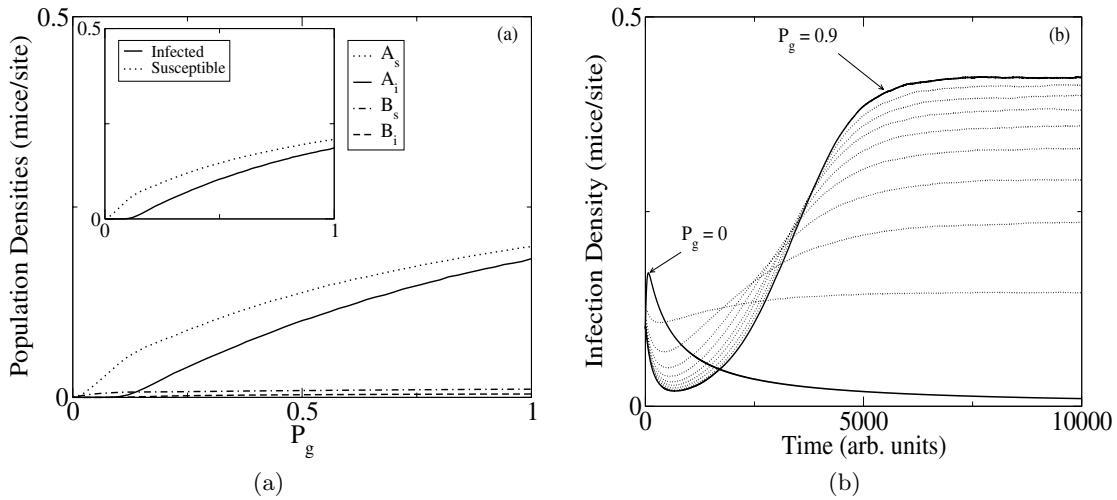 0.5
(a)
0.5
Infected
Susceptible
A_s
A_i
B_s
B_i
0
0
1
Population Densities (mice/site)
0
0
0.5
1
P_g
(a)
0.5
(b)
P_g = 0.9
P_g = 0
Infection Density (mice/site)
0
0
5000
10000
Time (arb. units)
(b)